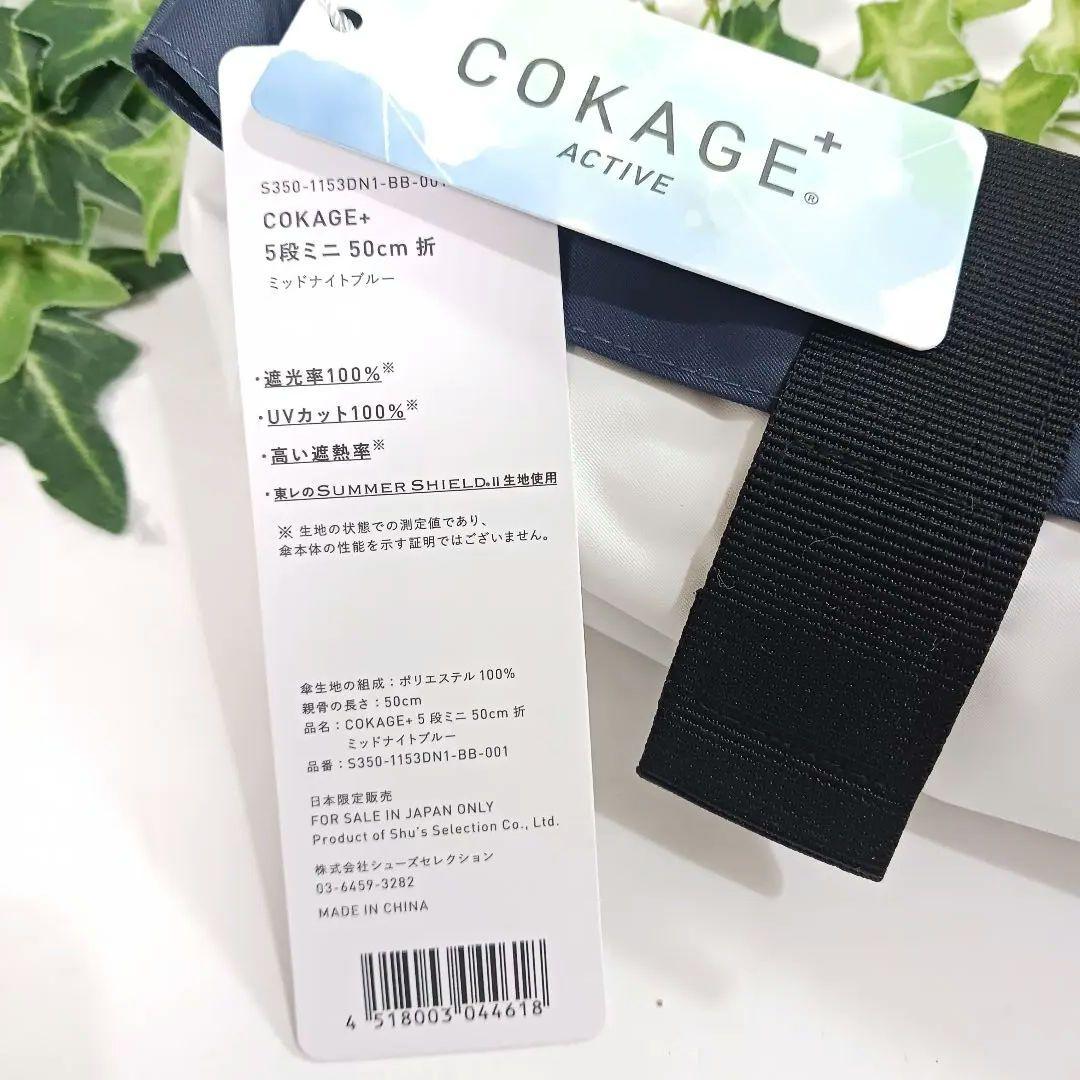 COKAGE+®
ACTIVE
S350-1153DN1-BB-001
COKAGE+
5段ミニ 50cm 折
ミッドナイトブルー
・遮光率100%※
・UVカット100%※
・高い遮熱率※
・東レのSUMMER SHIELD®II生地使用
※ 生地の状態での測定値であり、
傘本体の性能を示す証明ではございません。
傘生地の組成：ポリエステル 100%
親骨の長さ：50cm
品名：COKAGE+ 5 段ミニ 50cm 折
ミッドナイトブルー
品番：S350-1153DN1-BB-001
日本限定販売
FOR SALE IN JAPAN ONLY
Product of Shu's Selection Co., Ltd.
株式会社シューズセレクション
03-6459-3282
MADE IN CHINA
4 518003 044618